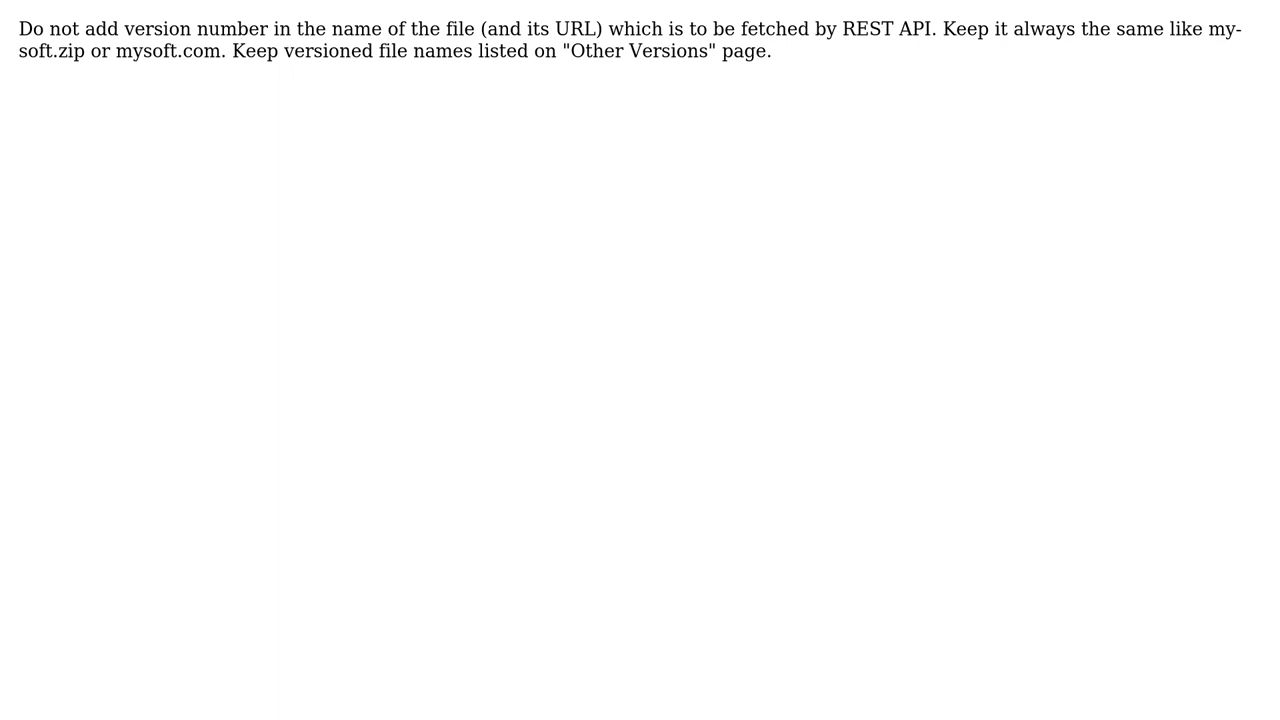 Do not add version number in the name of the file (and its URL) which is to be fetched by REST API. Keep it always the same like my-
soft.zip or mysoft.com. Keep versioned file names listed on "Other Versions" page.